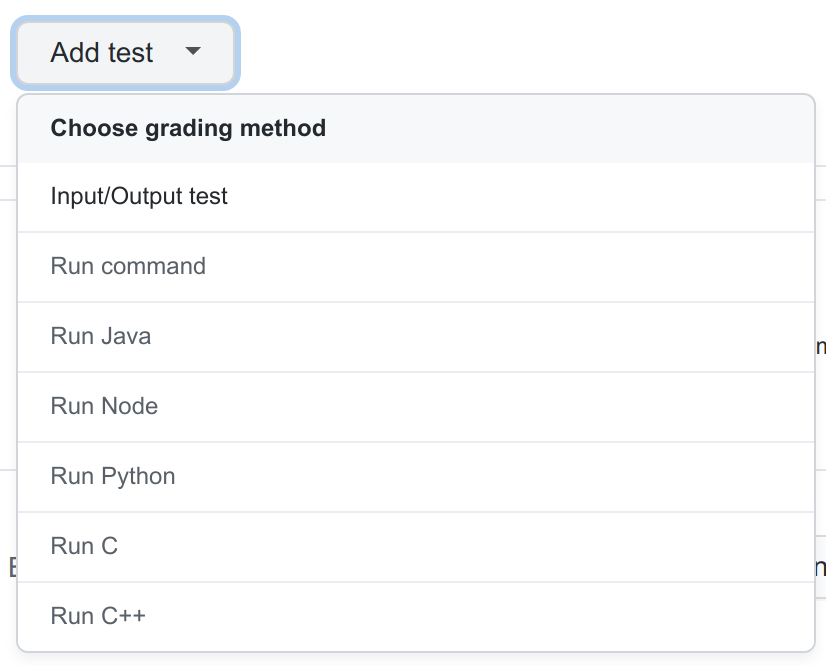 Add test
Choose grading method
Input/Output test
Run command
Run Java
Run Node
Run Python
Run C
Run C++